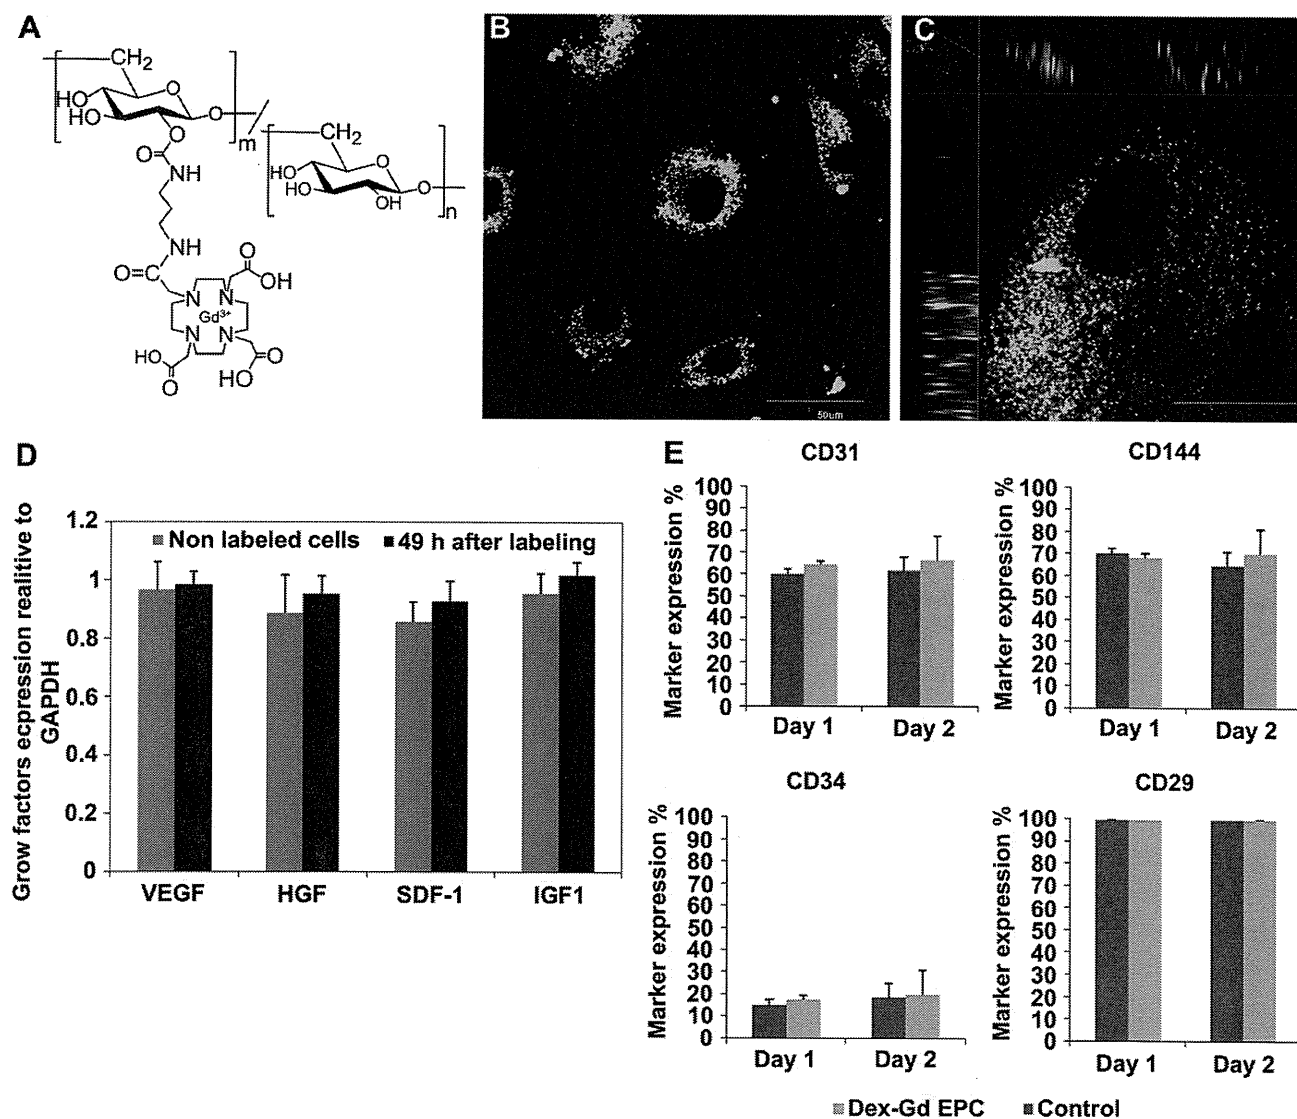 A
CH2
O
HO
HO
O
O
m
CH2
O
HO
HO
OH
O
n
O
NH
NH
O=C
O
OH
N
N
Gd3+
N
N
HO
O
O
HO
B
50um
C
D
Grow factors ecpression realitive to
GAPDH
1.2
1
0.8
0.6
0.4
0.2
0
Non labeled cells
49 h after labeling
VEGF
HGF
SDF-1
IGF1
E
CD31
Marker expression %
100
90
80
70
60
50
40
30
20
10
0
Day 1
Day 2
CD144
Marker expression %
100
90
80
70
60
50
40
30
20
10
0
Day 1
Day 2
CD34
Marker expression %
100
90
80
70
60
50
40
30
20
10
0
Day 1
Day 2
CD29
Marker expression %
100
90
80
70
60
50
40
30
20
10
0
Day 1
Day 2
Dex-Gd EPC
Control